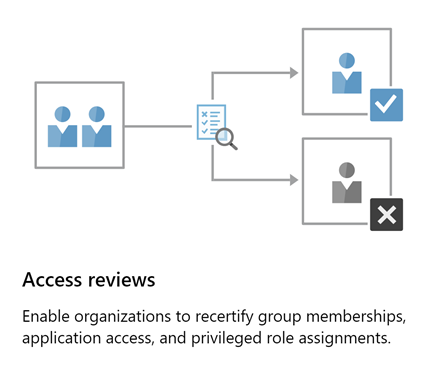 Access reviews
Enable organizations to recertify group memberships,
application access, and privileged role assignments.